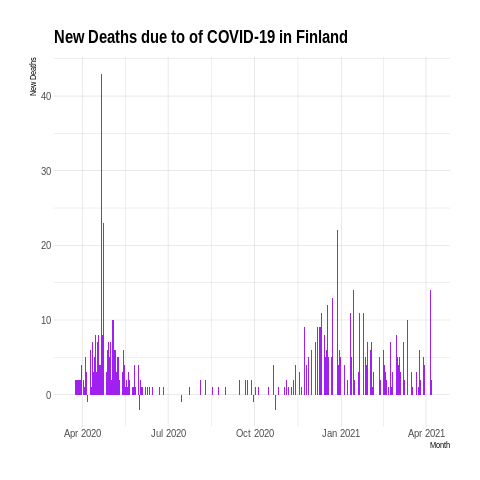 New Deaths due to of COVID-19 in Finland
New Deaths
40
30
20
10
0
Apr 2020 Jul 2020 Oct 2020 Jan 2021 Apr 2021
Month